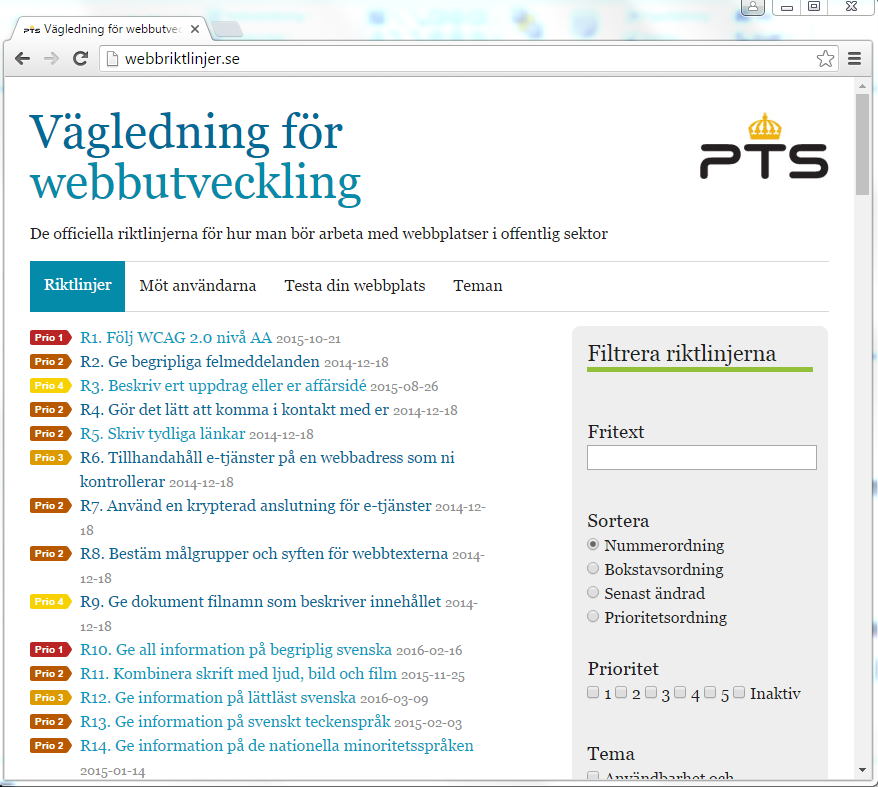 PTS Vägledning för webbutvec
webbriktlinjer.se
Vägledning för
webbutveckling
PTS
De officiella riktlinjerna för hur man bör arbeta med webbplatser i offentlig sektor
Riktlinjer Möt användarna Testa din webbplats Teman
Prio 1 R1. Följ WCAG 2.0 nivå AA 2015-10-21
Prio 2 R2. Ge begripliga felmeddelanden 2014-12-18
Prio 4 R3. Beskriv ert uppdrag eller er affärsidé 2015-08-26
Prio 2 R4. Gör det lätt att komma i kontakt med er 2014-12-18
Prio 2 R5. Skriv tydliga länkar 2014-12-18
Prio 3 R6. Tillhandahåll e-tjänster på en webbadress som ni
kontrollerar 2014-12-18
Prio 2 R7. Använd en krypterad anslutning för e-tjänster 2014-12-
18
Prio 2 R8. Bestäm målgrupper och syften för webbtexterna 2014-
12-18
Prio 4 R9. Ge dokument filnamn som beskriver innehållet 2014-
12-18
Prio 1 R10. Ge all information på begriplig svenska 2016-02-16
Prio 2 R11. Kombinera skrift med ljud, bild och film 2015-11-25
Prio 3 R12. Ge information på lättläst svenska 2016-03-09
Prio 2 R13. Ge information på svenskt teckenspråk 2015-02-03
Prio 2 R14. Ge information på de nationella minoritetsspråken
2015-01-14
Filtrera riktlinjerna
Fritext
Sortera
Nummerordning
Bokstavsordning
Senast ändrad
Prioritetsordning
Prioritet
1 2 3 4 5 Inaktiv
Tema
Användbarhet och